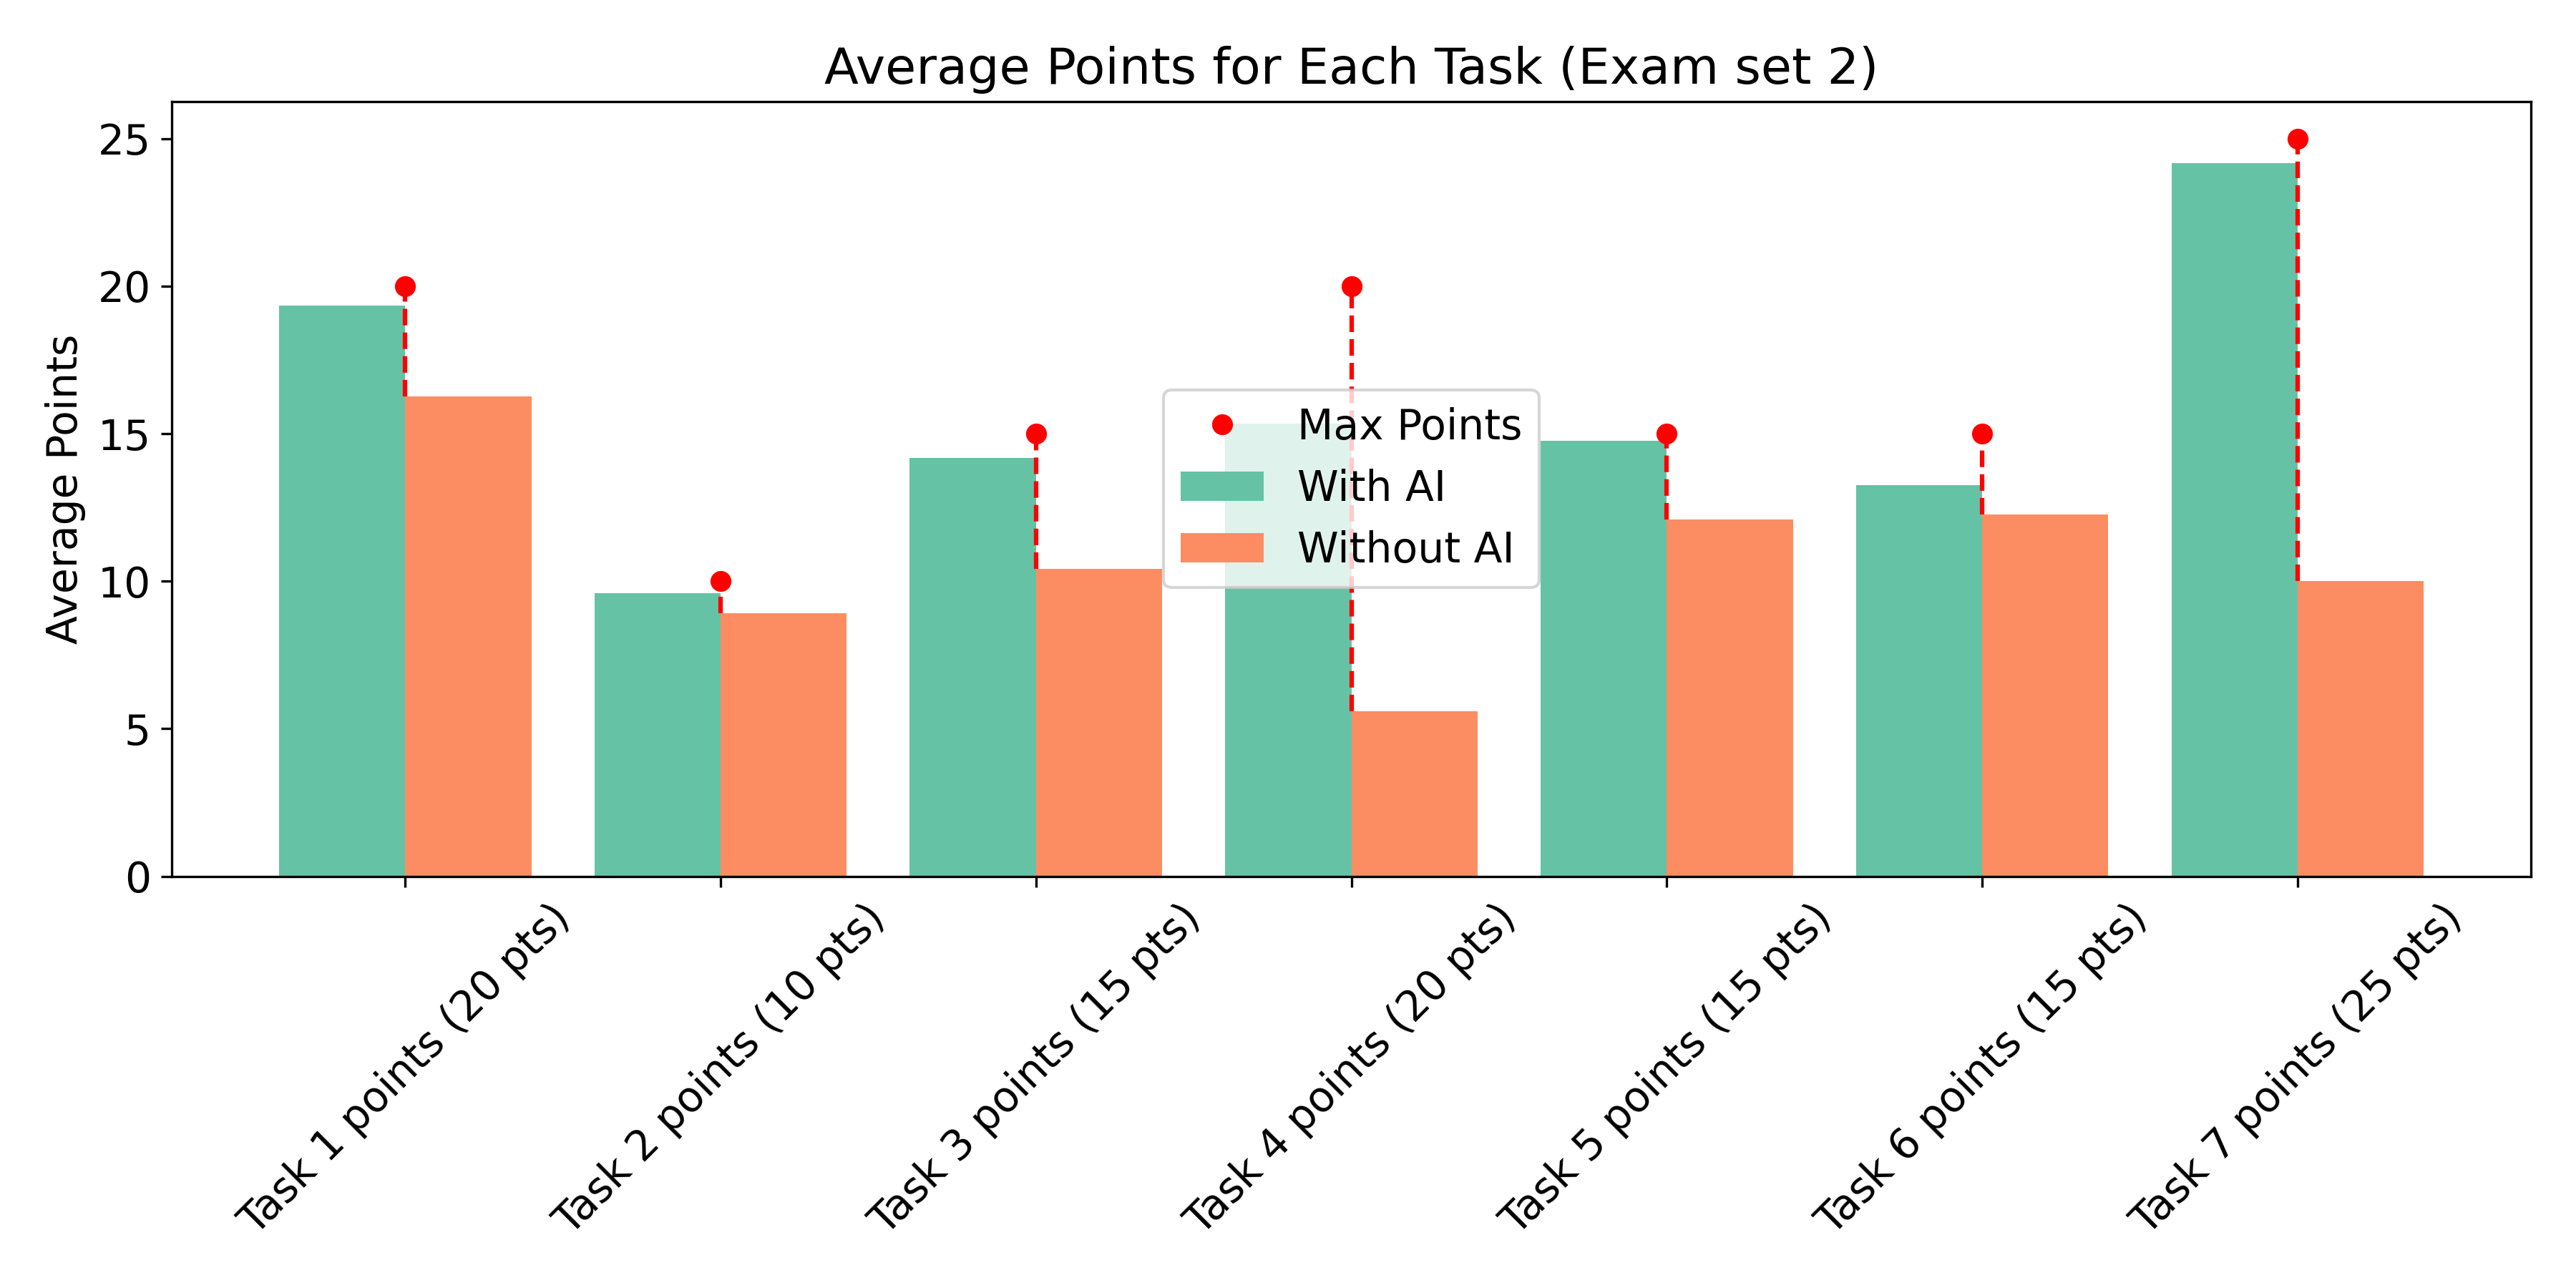 Average Points for Each Task (Exam set 2)
Average Points
25
20
15
10
5
0
Max Points
With AI
Without AI
Task 1 points (20 pts)
Task 2 points (10 pts)
Task 3 points (15 pts)
Task 4 points (20 pts)
Task 5 points (15 pts)
Task 6 points (15 pts)
Task 7 points (25 pts)